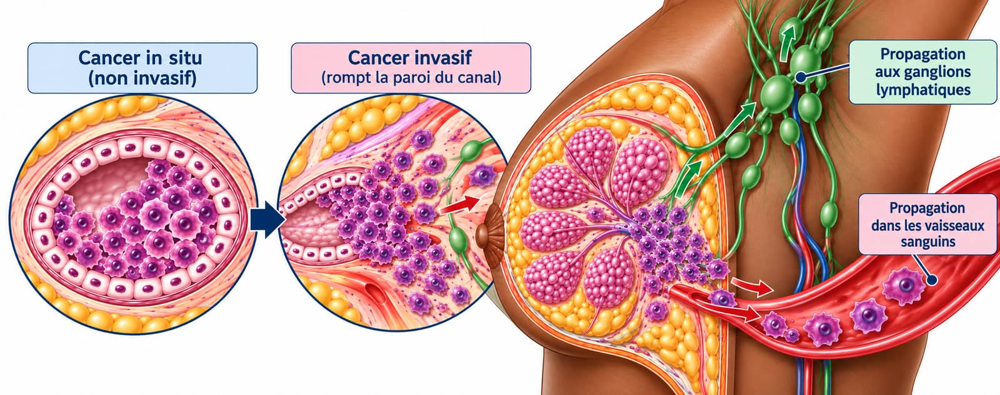 Cancer in situ
(non invasif)
Cancer invasif
(rompt la paroi du canal)
Propagation
aux ganglions
lymphatiques
Propagation
dans les vaisseaux
sanguins